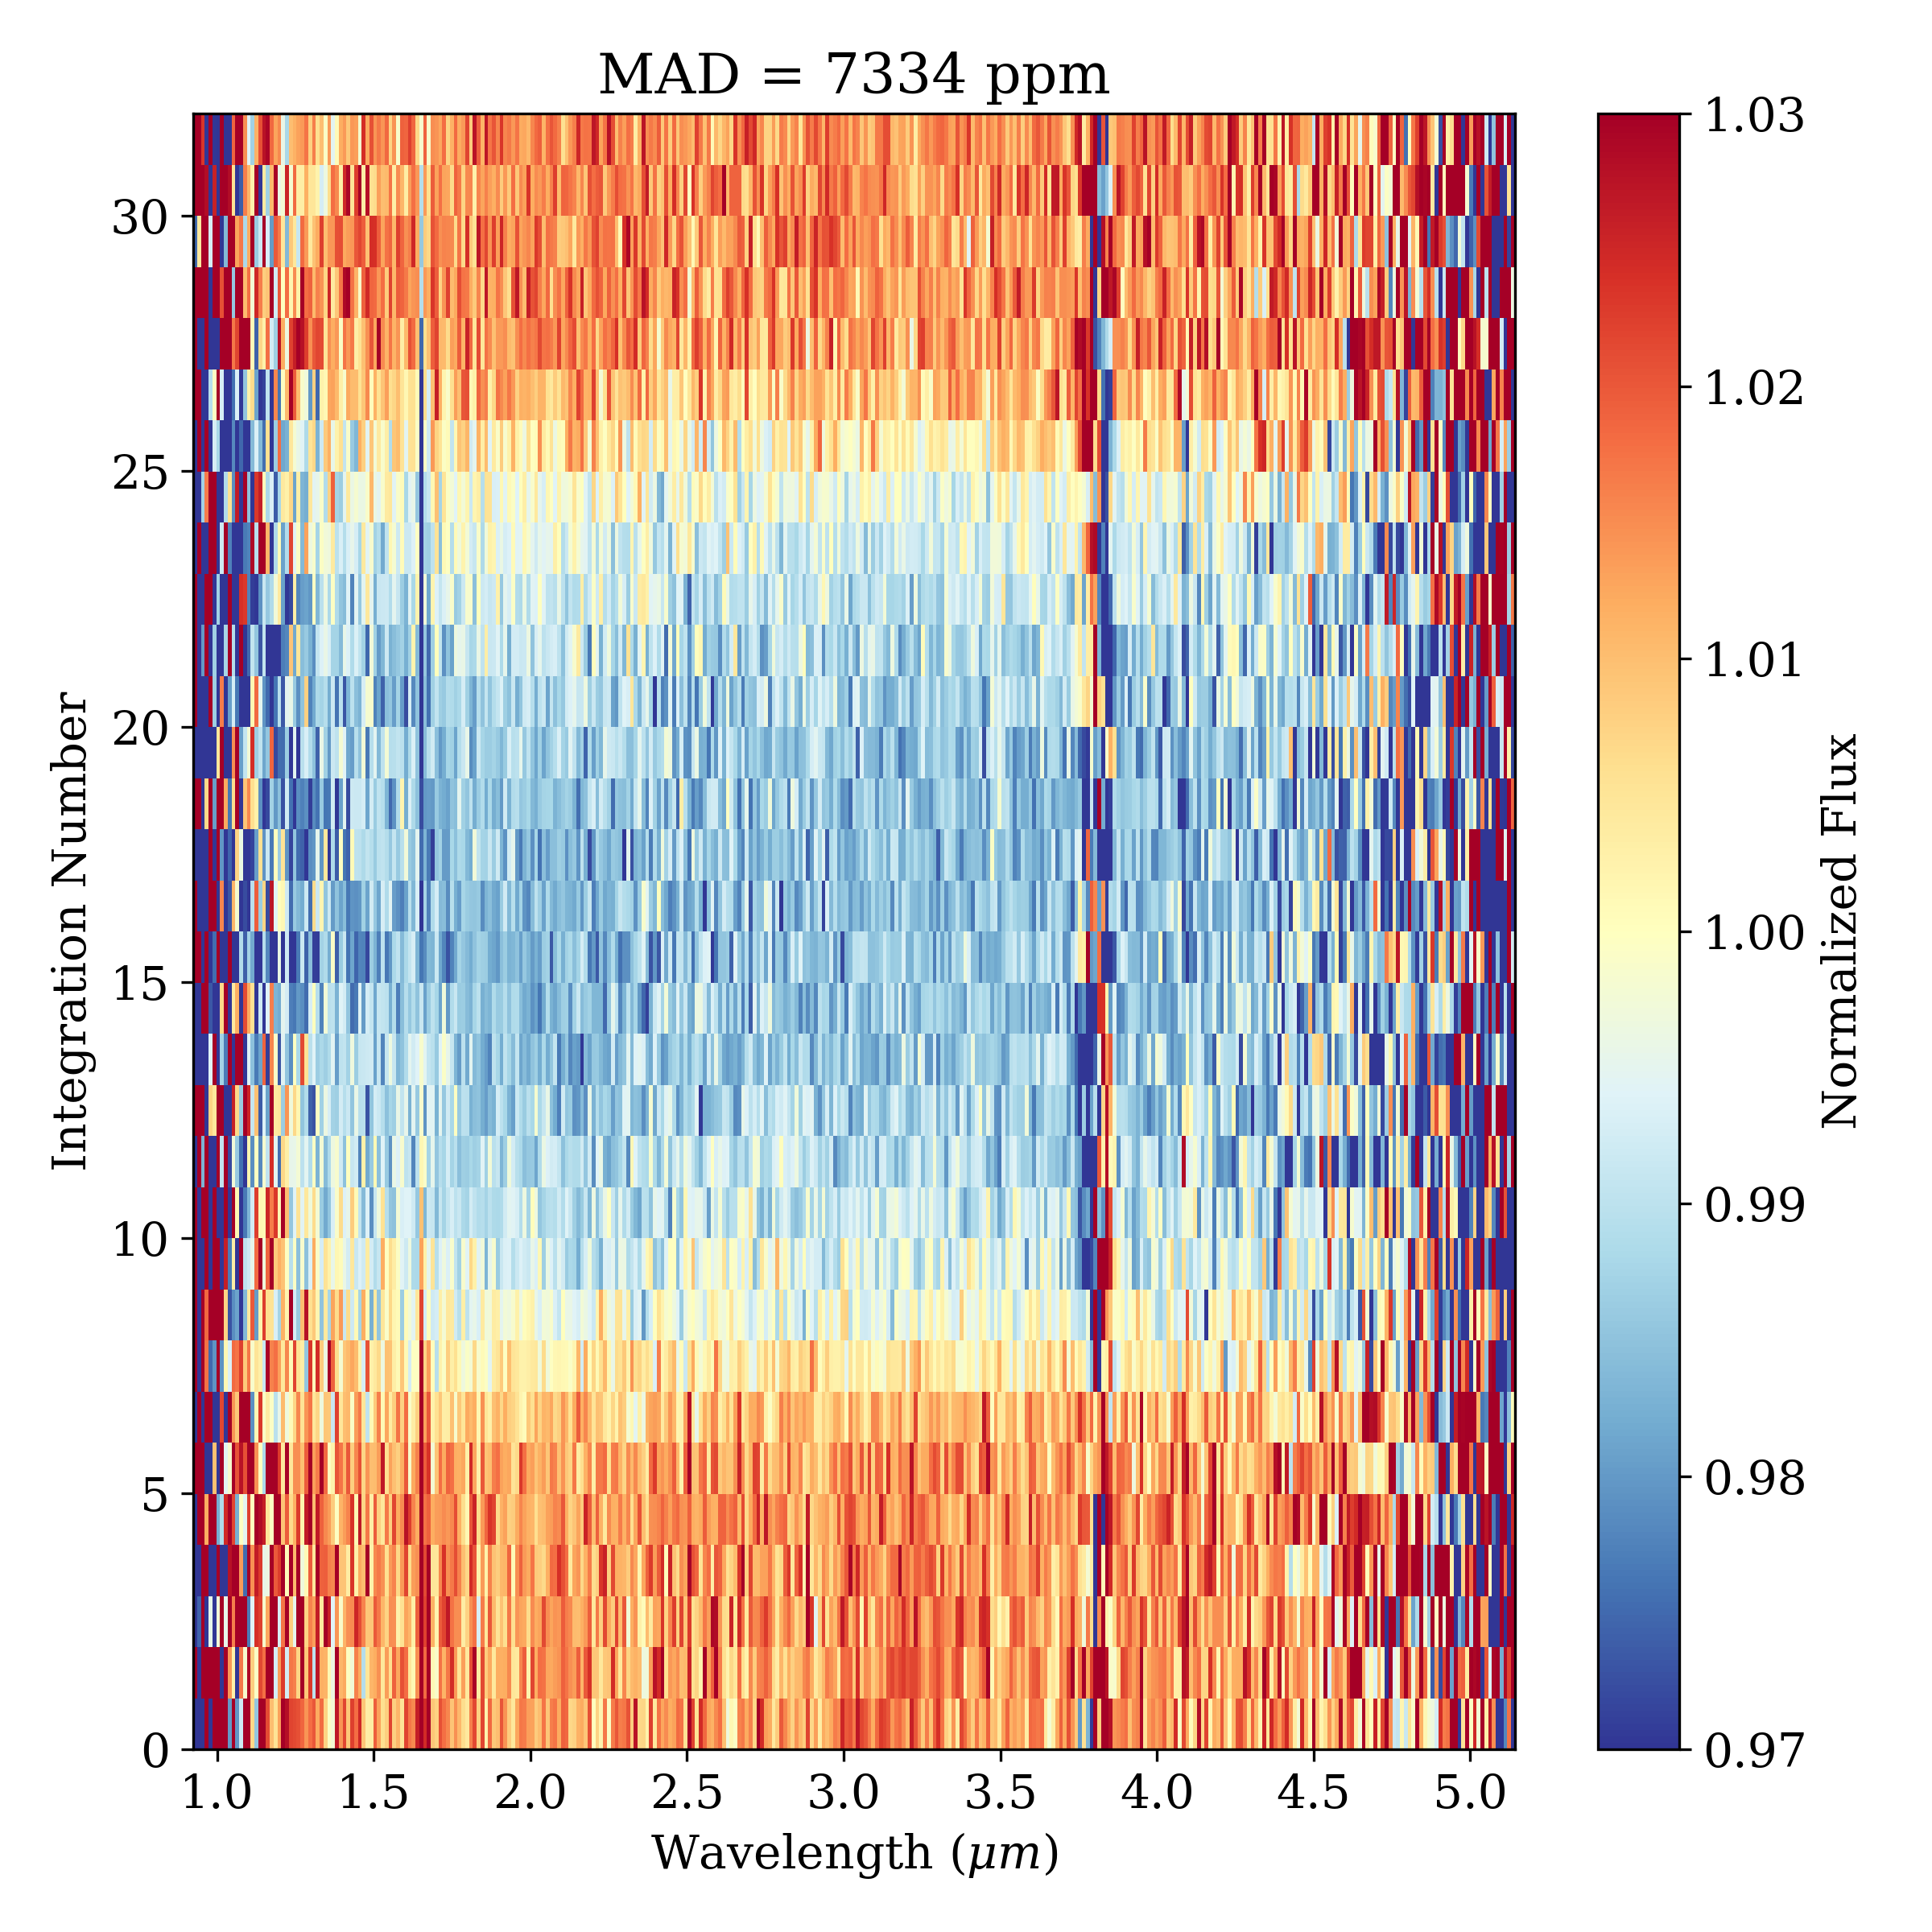 MAD = 7334 ppm
Integration Number
30
25
20
15
10
5
0
1.0 1.5 2.0 2.5 3.0 3.5 4.0 4.5 5.0
Wavelength (μm)
1.03
1.02
1.01
1.00
0.99
0.98
0.97
Normalized Flux